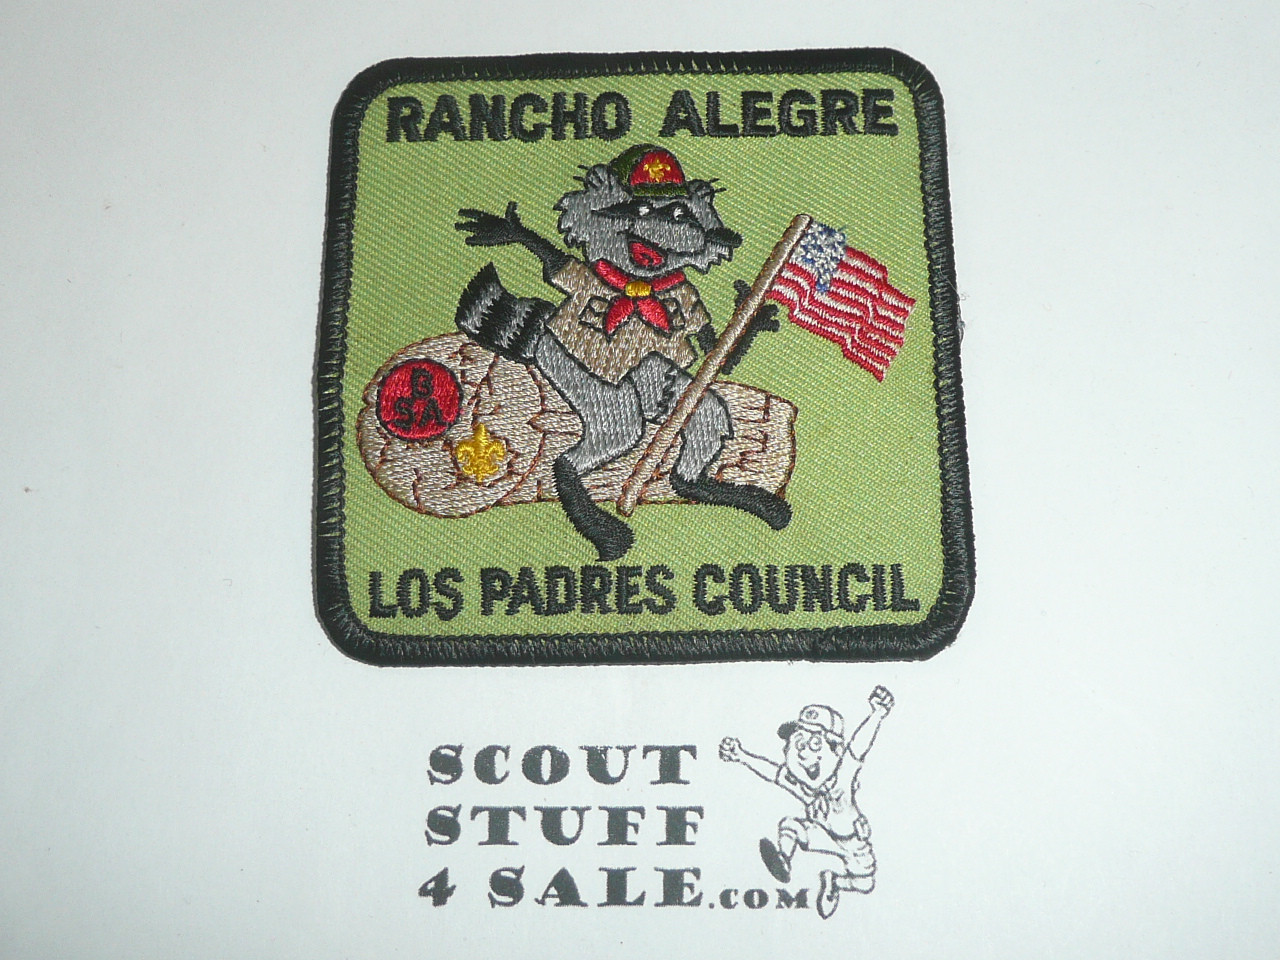 RANCHO ALEGRE
B
SA
LOS PADRES COUNCIL
SCOUT
STUFF
4 SALE.COM